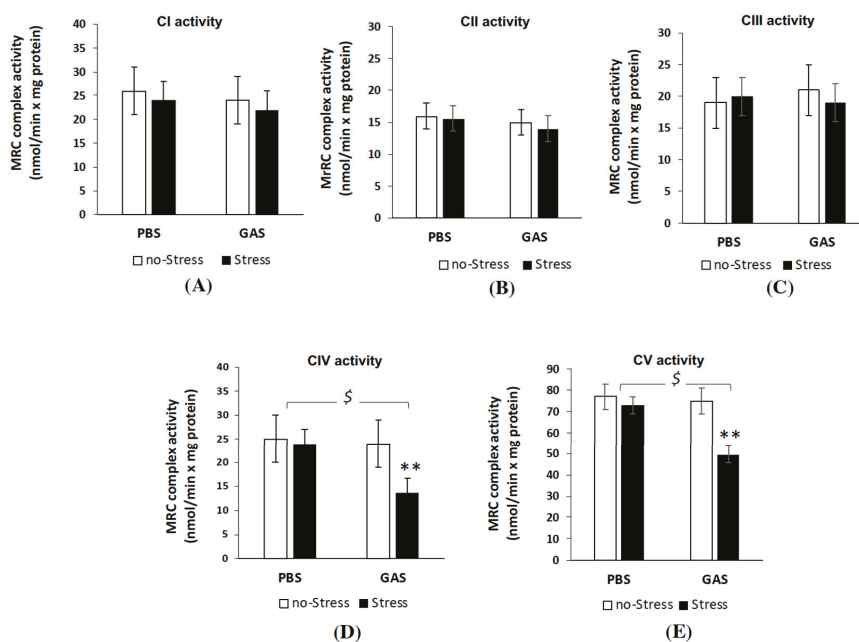 CI activity
MRC complex activity
(nmol/min x mg protein)
40
35
30
25
20
15
10
5
0
PBS GAS
no-Stress Stress
(A)
CII activity
MrRC complex activity
(nmol/min x mg ptotein)
30
25
20
15
10
5
0
PBS GAS
no-Stress Stress
(B)
CIII activity
MRC complex activity
(nmol/min x mg protein)
30
25
20
15
10
5
0
PBS GAS
no-Stress Stress
(C)
CIV activity
MRC complex activity
(nmol/min x mg protein)
40
35
30
25
20
15
10
5
0
$
**
PBS GAS
no-Stress Stress
(D)
CV activity
MRC complex activity
(nmol/min x mg protein)
90
80
70
60
50
40
30
20
10
0
$
**
PBS GAS
no-Stress Stress
(E)